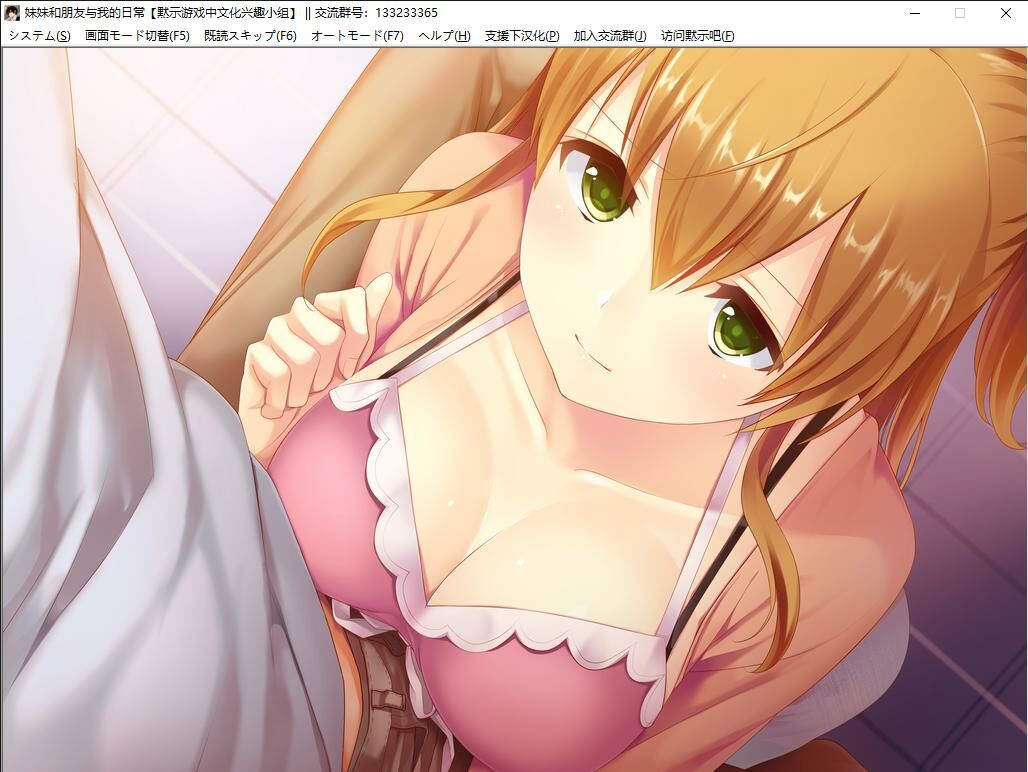 妹妹和朋友与我的日常【默示游戏中文化兴趣小组】 || 交流群号：133233365
システム(S) 画面モード切替(F5) 既読スキップ(F6) オートモード(F7) ヘルプ(H) 支援下汉化(P) 加入交流群(J) 访问默示吧(F)